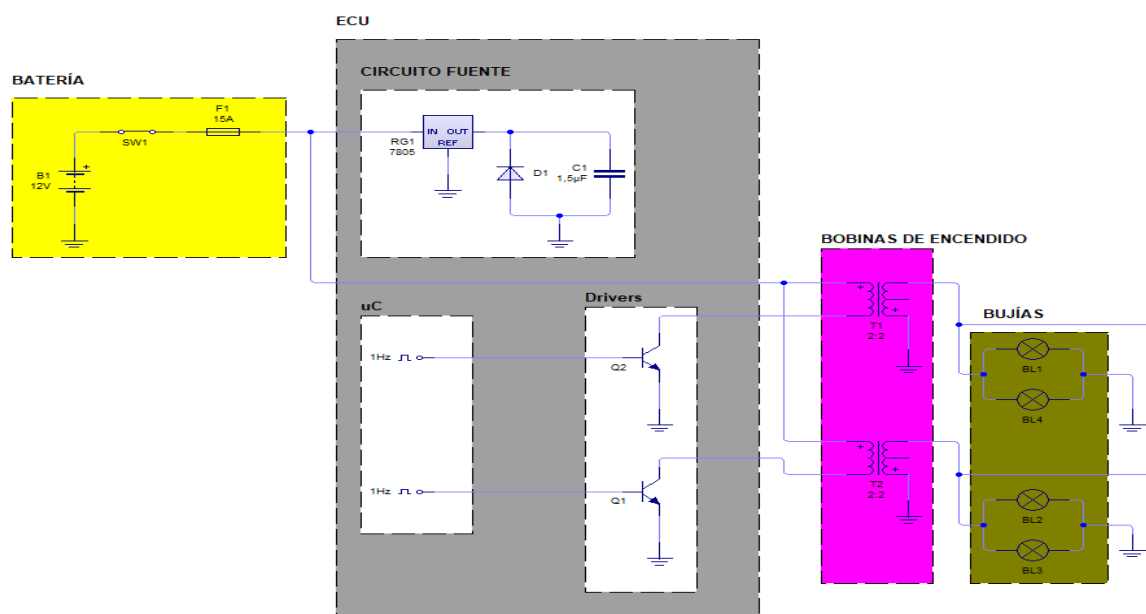 ECU
BATERÍA
CIRCUITO FUENTE
F1
15A
SW1
B1
12V
+
RG1
7805
IN OUT
REF
D1
C1
1,5µF
BOBINAS DE ENCENDIDO
+
+
T1
2:2
BUJÍAS
BL1
BL4
uC
Drivers
1Hz
Q2
+
+
T2
2:2
1Hz
Q1
BL2
BL3